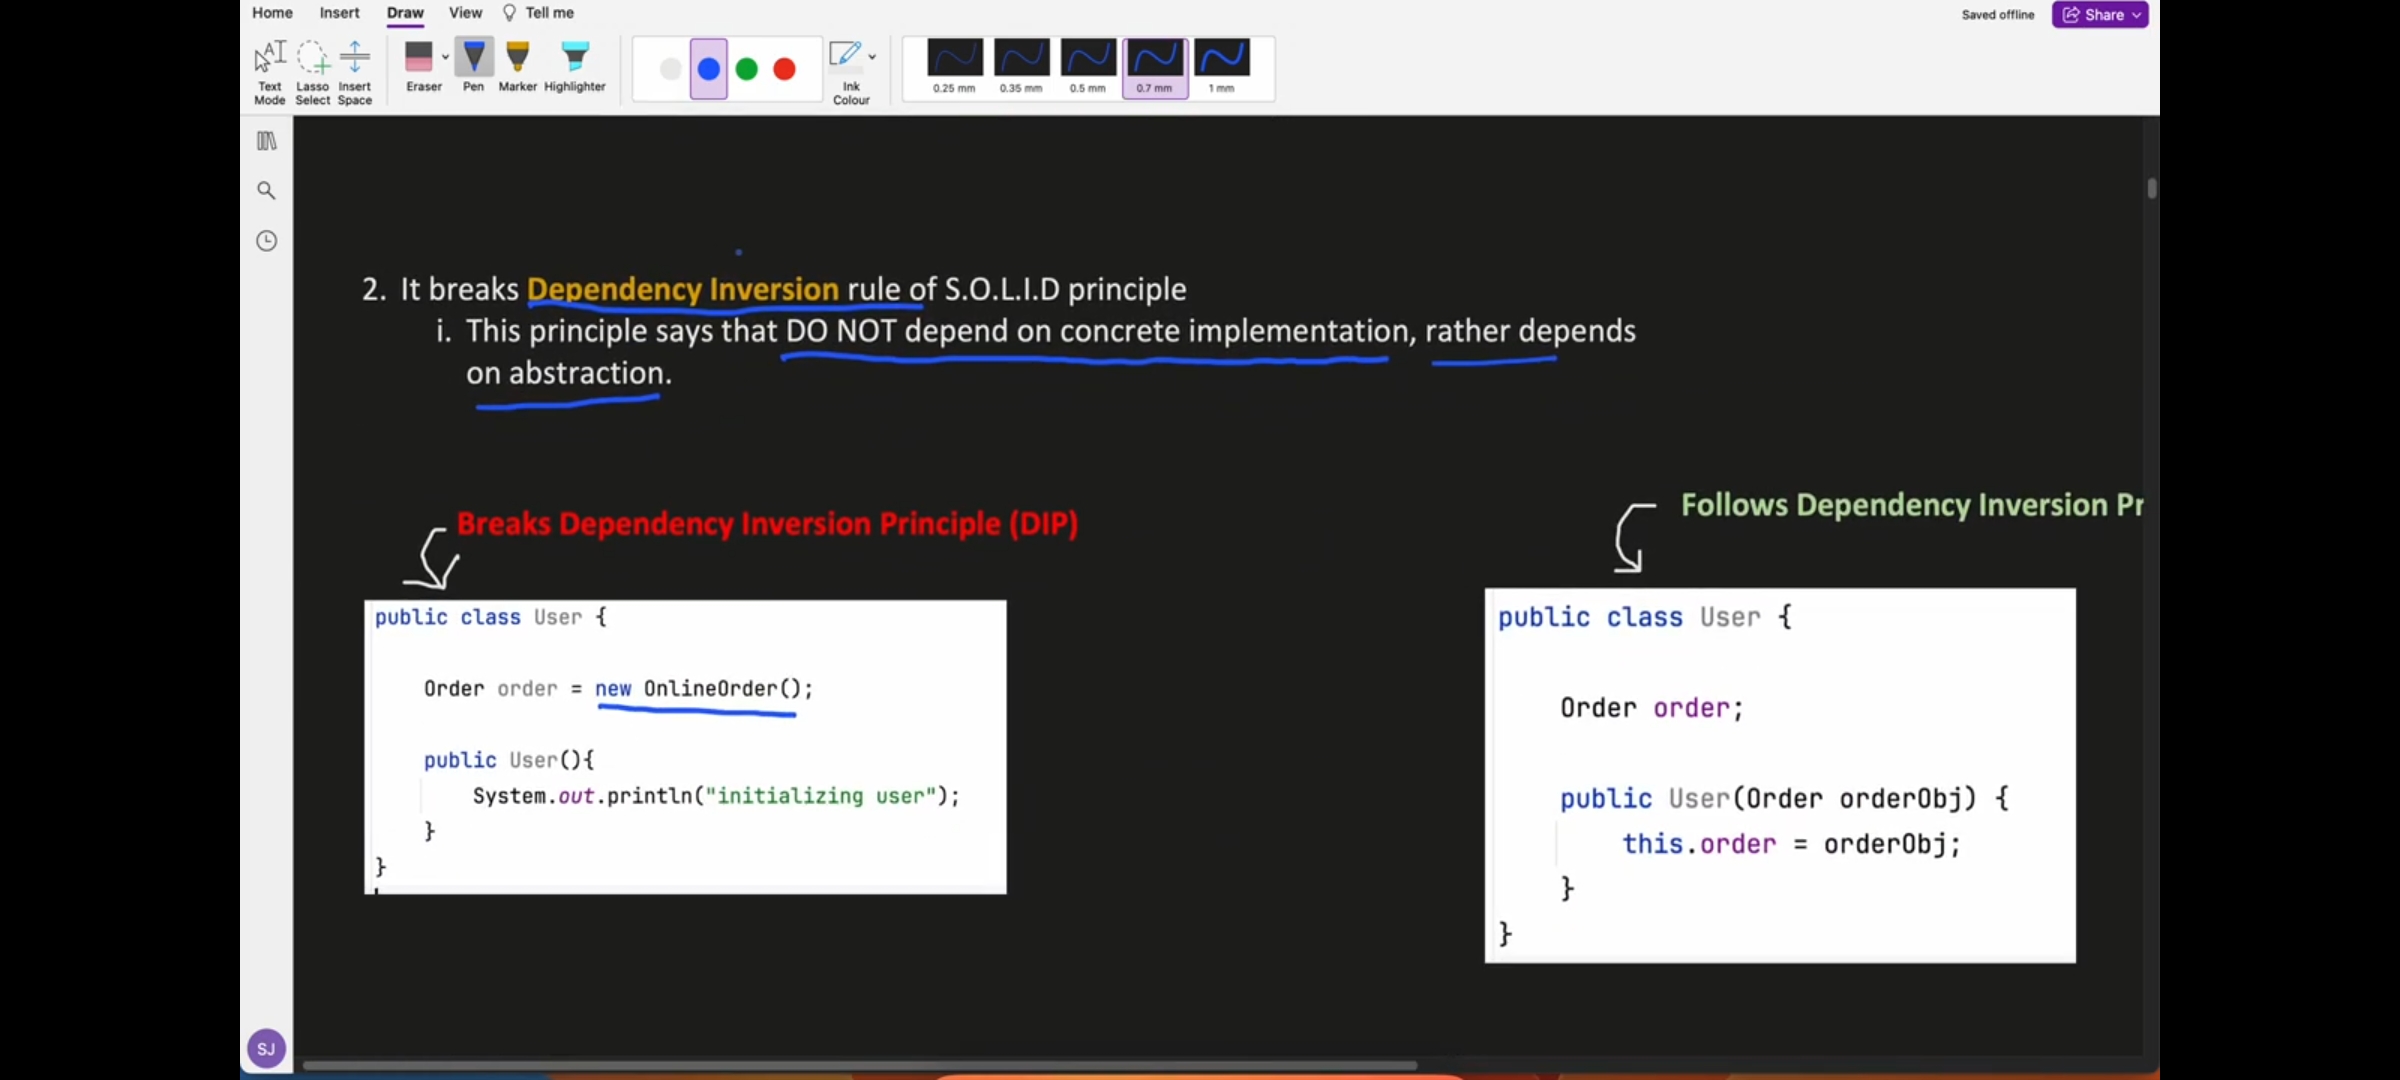 Home Insert Draw View Tell me Saved offline Share
Text Mode Lasso Select Insert Space Eraser Pen Marker Highlighter Ink Colour 0.25 mm 0.35 mm 0.5 mm 0.7 mm 1 mm
2. It breaks Dependency Inversion rule of S.O.L.I.D principle
i. This principle says that DO NOT depend on concrete implementation, rather depends
on abstraction.
Breaks Dependency Inversion Principle (DIP)
public class User {
Order order = new OnlineOrder();
public User(){
System.out.println("initializing user");
}
}
Follows Dependency Inversion Pr
public class User {
Order order;
public User(Order orderObj) {
this.order = orderObj;
}
}
SJ